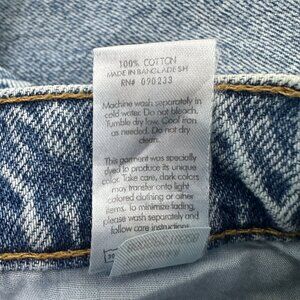 100% COTTON
MADE IN BANGLADESH
RN# 090233
Machine wash separately in
cold water. Do not bleach.
Tumble dry low. Cool iron
as needed. Do not dry
clean.
This garment was specially
dyed to produce its unique
color. Take care, dark colors
may transfer onto light
colored clothing or other
items. To minimize fading,
please wash separately and
follow care instructions.